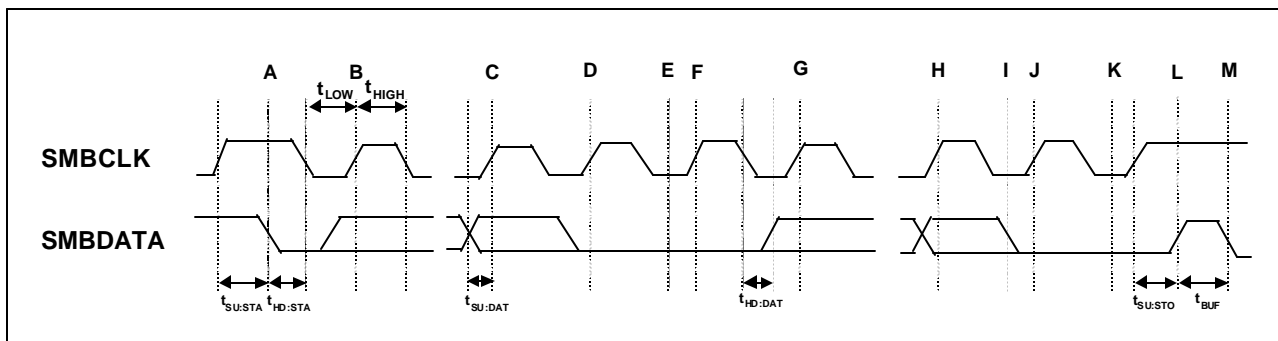 A B C D E F G H I J K L M
tLOW tHIGH
SMBCLK
SMBDATA
tSU:STA tHD:STA tSU:DAT tHD:DAT tSU:STO tBUF